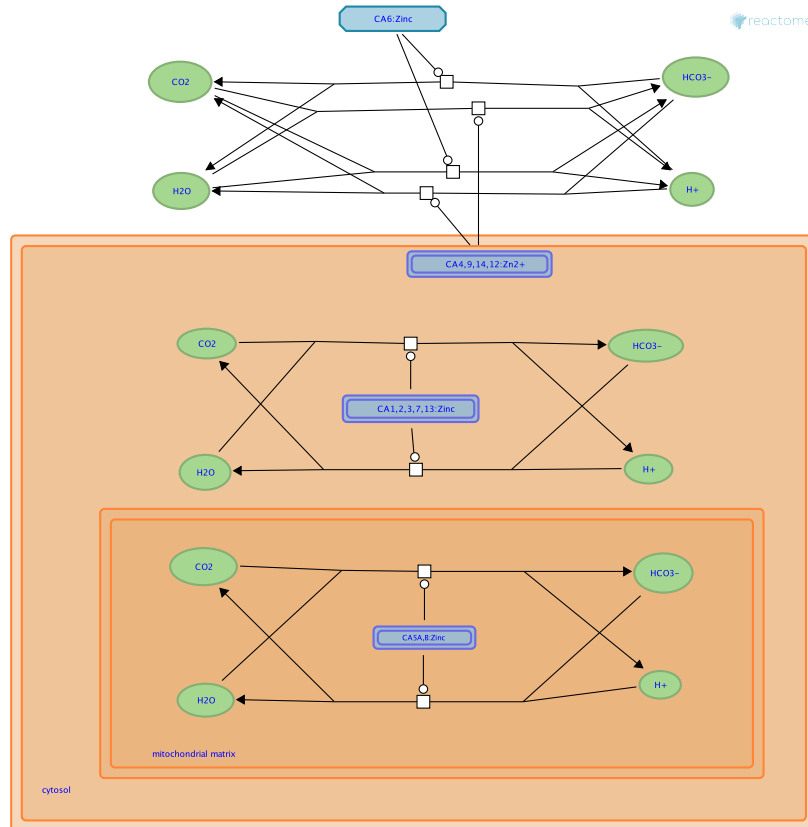 CA6:Zinc
reactome
CO2
HCO3-
H2O
H+
CA4,9,14,12:Zn2+
CO2
HCO3-
CA1,2,3,7,13:Zinc
H2O
H+
CO2
HCO3-
CA5A,B:Zinc
H2O
H+
mitochondrial matrix
cytosol